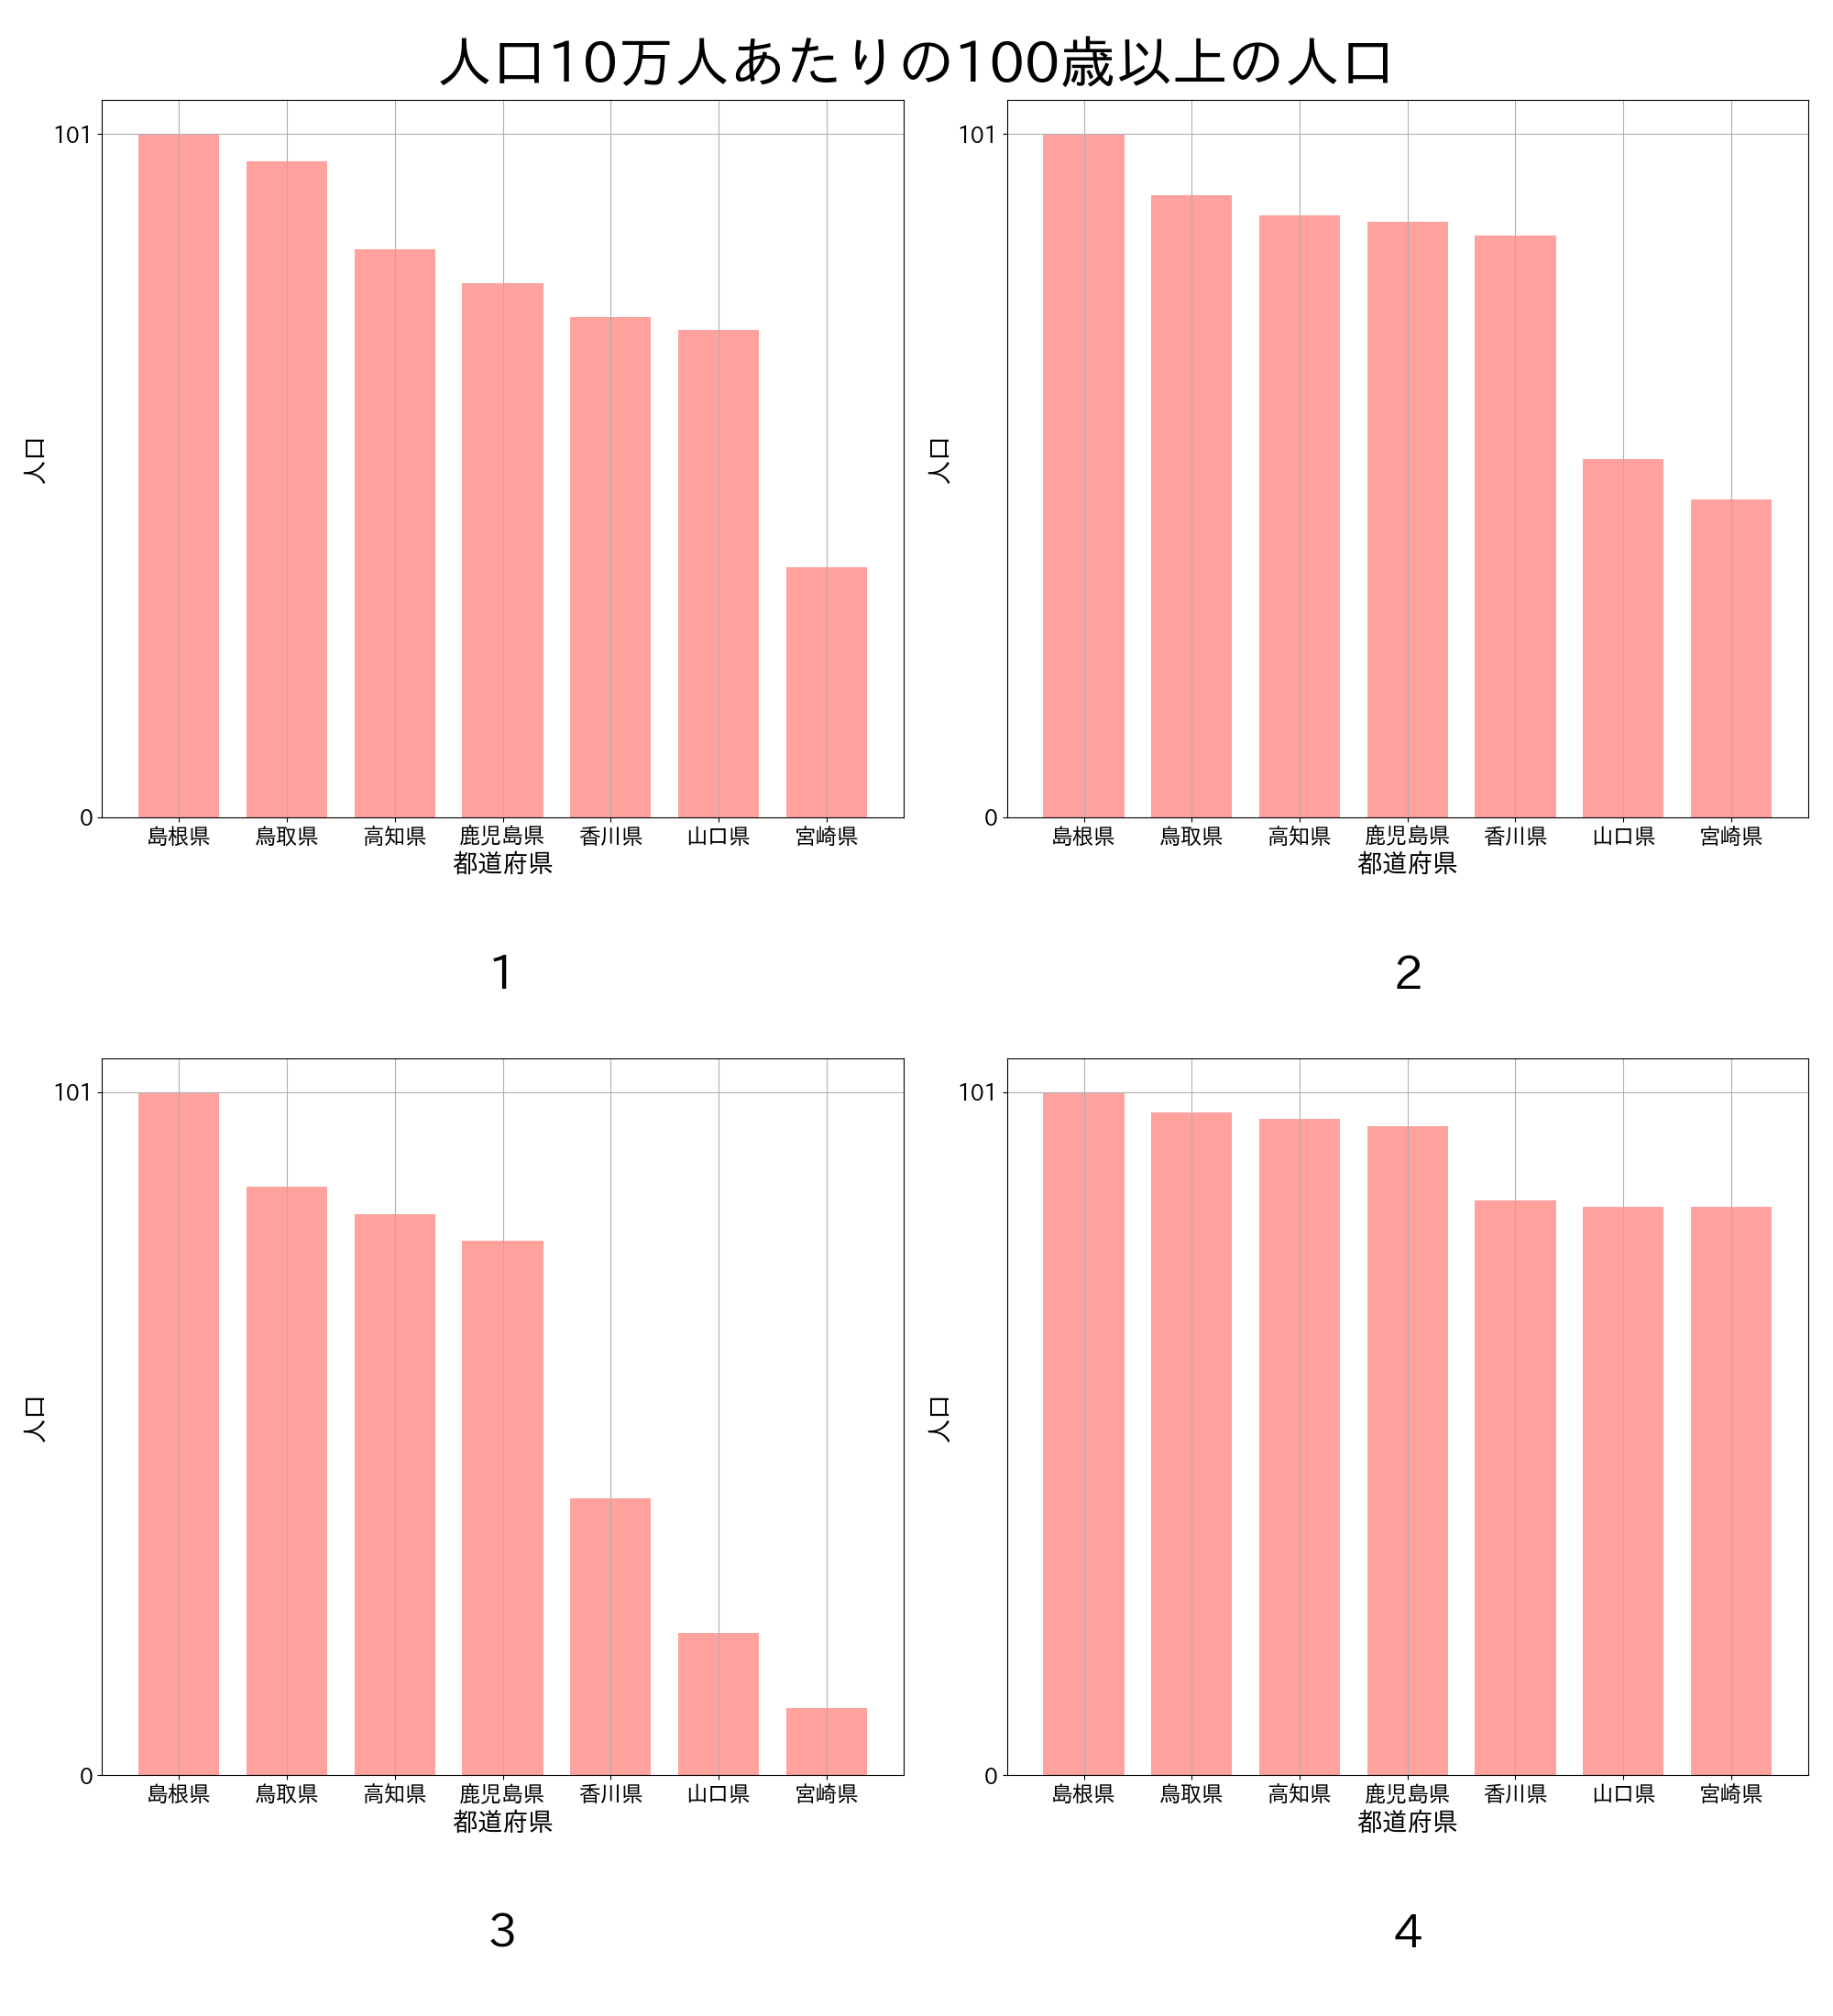 人口10万人あたりの100歳以上の人口
101
0
人口
島根県 鳥取県 高知県 鹿児島県 香川県 山口県 宮崎県
都道府県
1
101
0
人口
島根県 鳥取県 高知県 鹿児島県 香川県 山口県 宮崎県
都道府県
2
101
0
人口
島根県 鳥取県 高知県 鹿児島県 香川県 山口県 宮崎県
都道府県
3
101
0
人口
島根県 鳥取県 高知県 鹿児島県 香川県 山口県 宮崎県
都道府県
4